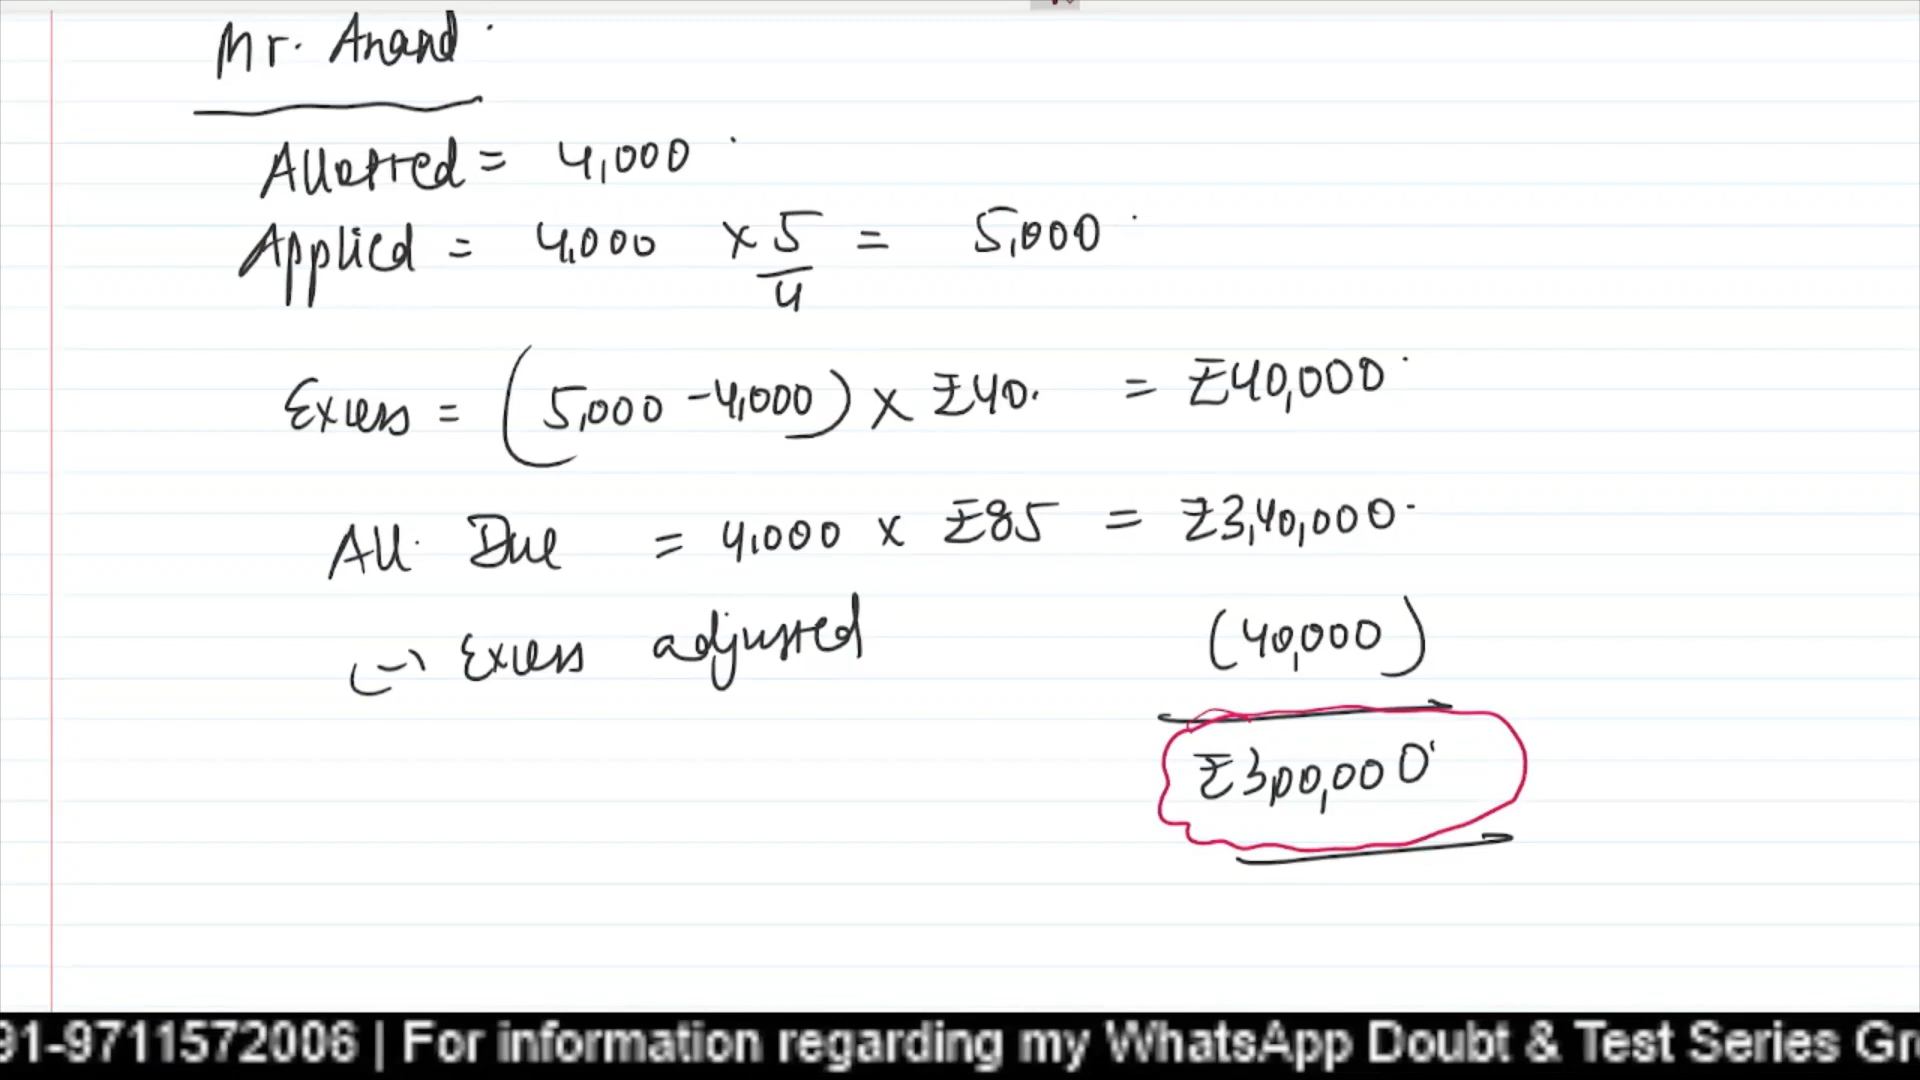 Mr. Anand
Allotted = 4,000
Applied = 4,000 × 5/4 = 5,000
Excess = (5,000 - 4,000) × ₹40. = ₹40,000
All. Due = 4,000 × ₹85 = ₹3,40,000
(-) Excess adjusted (40,000)
₹3,00,000
91-9711572006 | For information regarding my WhatsApp Doubt & Test Series Gr